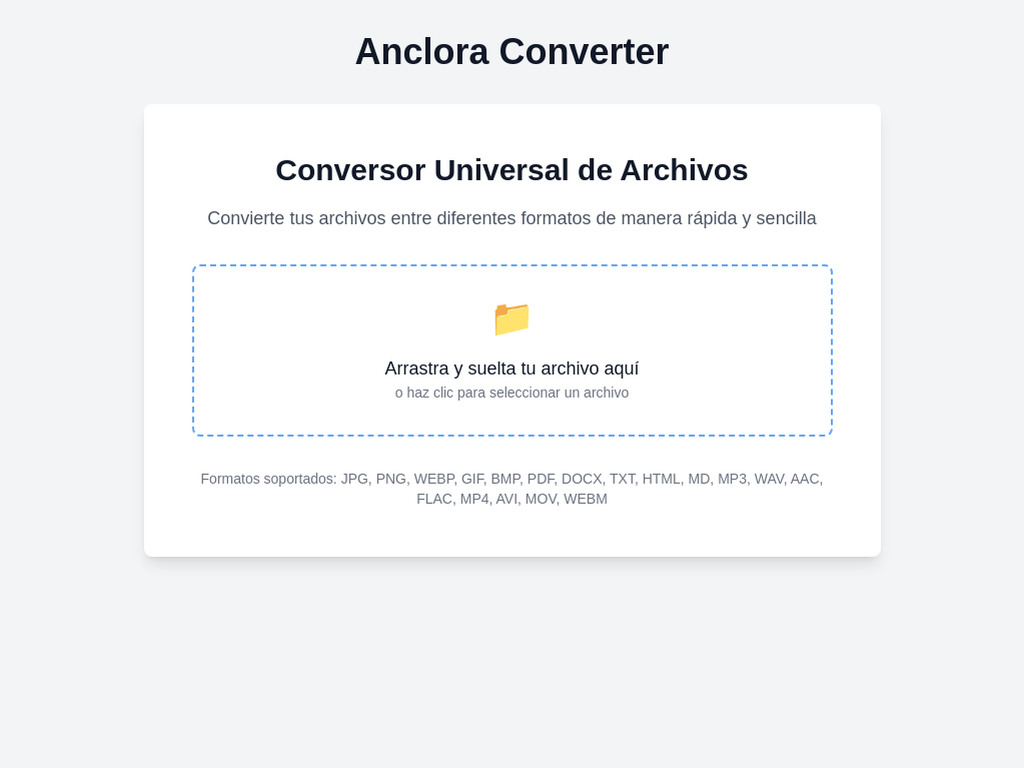 Anclora Converter
Conversor Universal de Archivos
Convierte tus archivos entre diferentes formatos de manera rápida y sencilla
Arrastra y suelta tu archivo aquí
o haz clic para seleccionar un archivo
Formatos soportados: JPG, PNG, WEBP, GIF, BMP, PDF, DOCX, TXT, HTML, MD, MP3, WAV, AAC,
FLAC, MP4, AVI, MOV, WEBM